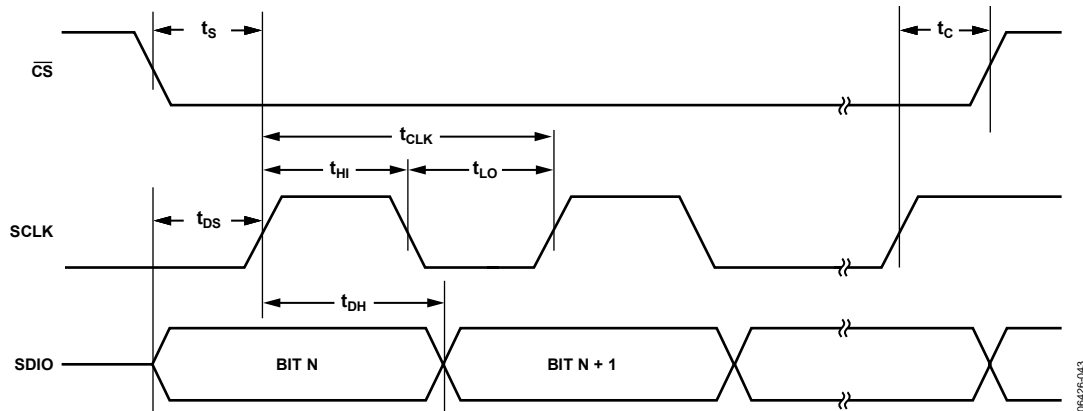 tS
tC
CS
tCLK
tHI
tLO
tDS
SCLK
tDH
SDIO
BIT N
BIT N + 1
06426-043